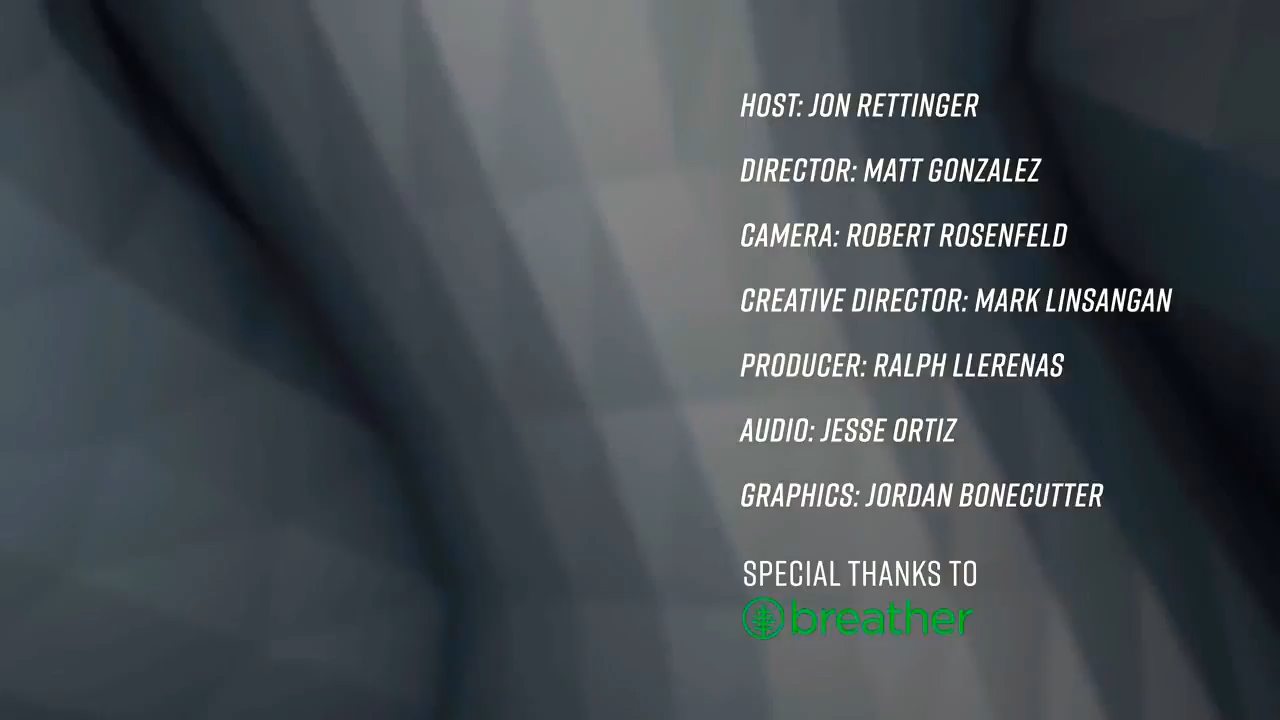 HOST: JON RETTINGER
DIRECTOR: MATT GONZALEZ
CAMERA: ROBERT ROSENFELD
CREATIVE DIRECTOR: MARK LINSANGAN
PRODUCER: RALPH LLERENAS
AUDIO: JESSE ORTIZ
GRAPHICS: JORDAN BONECUTTER
SPECIAL THANKS TO
breather